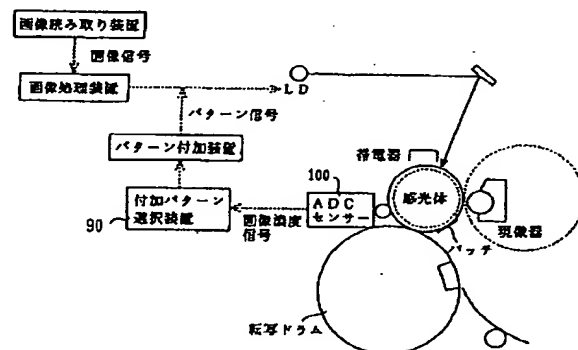 画像読み取り装置
画像信号
画像処理装置
LD
パターン信号
パターン付加装置
帯電器
100
ADC
センサー
感光体
付加パターン
選択装置
90
画像濃度
信号
現像器
パッチ
転写ドラム